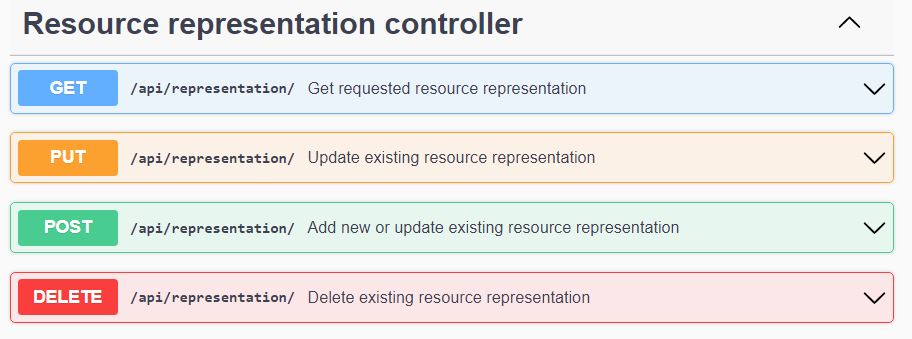 Resource representation controller
GET /api/representation/ Get requested resource representation
PUT /api/representation/ Update existing resource representation
POST /api/representation/ Add new or update existing resource representation
DELETE /api/representation/ Delete existing resource representation